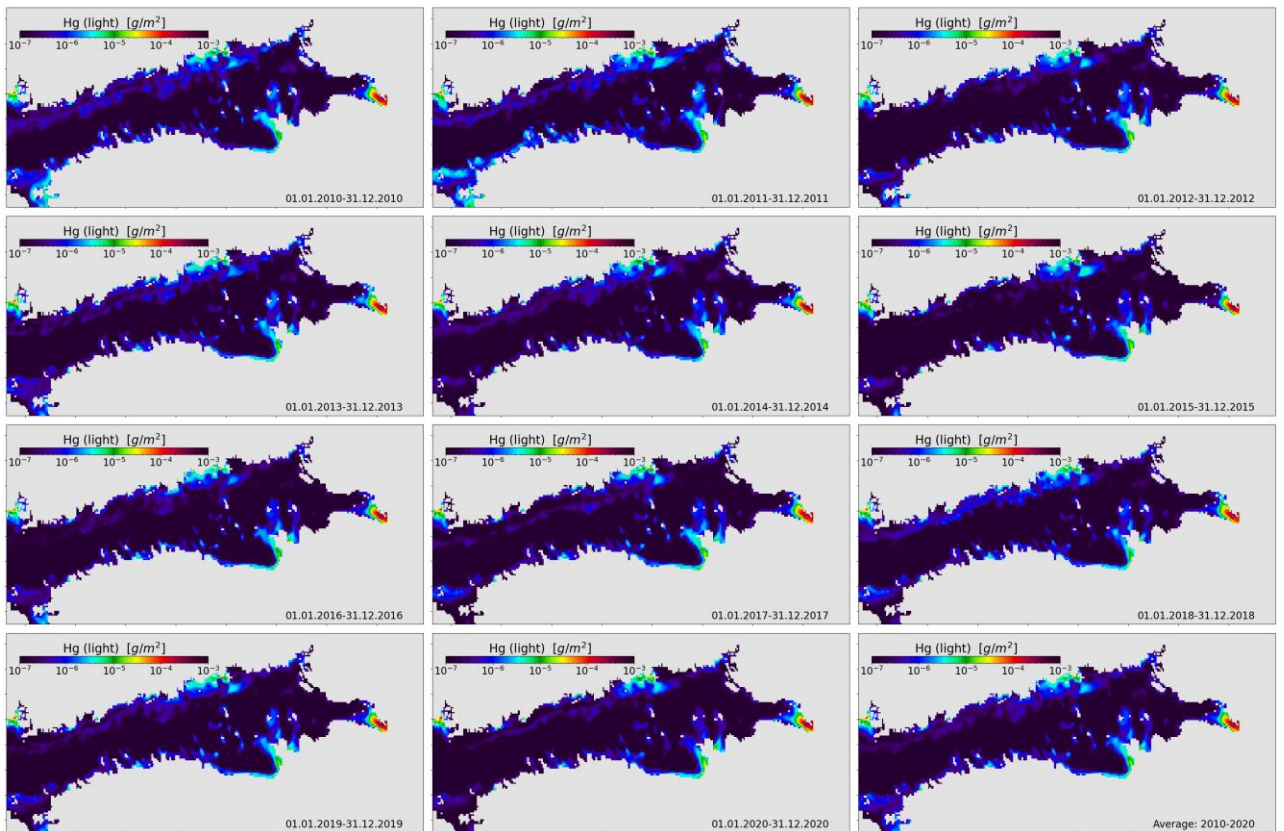 Hg (light) [g/m²] Hg (light) [g/m²] Hg (light) [g/m²]
10⁻⁷ 10⁻⁶ 10⁻⁵ 10⁻⁴ 10⁻³ 10⁻⁷ 10⁻⁶ 10⁻⁵ 10⁻⁴ 10⁻³ 10⁻⁷ 10⁻⁶ 10⁻⁵ 10⁻⁴ 10⁻³
01.01.2010-31.12.2010 01.01.2011-31.12.2011 01.01.2012-31.12.2012
Hg (light) [g/m²] Hg (light) [g/m²] Hg (light) [g/m²]
10⁻⁷ 10⁻⁶ 10⁻⁵ 10⁻⁴ 10⁻³ 10⁻⁷ 10⁻⁶ 10⁻⁵ 10⁻⁴ 10⁻³ 10⁻⁷ 10⁻⁶ 10⁻⁵ 10⁻⁴ 10⁻³
01.01.2013-31.12.2013 01.01.2014-31.12.2014 01.01.2015-31.12.2015
Hg (light) [g/m²] Hg (light) [g/m²] Hg (light) [g/m²]
10⁻⁷ 10⁻⁶ 10⁻⁵ 10⁻⁴ 10⁻³ 10⁻⁷ 10⁻⁶ 10⁻⁵ 10⁻⁴ 10⁻³ 10⁻⁷ 10⁻⁶ 10⁻⁵ 10⁻⁴ 10⁻³
01.01.2016-31.12.2016 01.01.2017-31.12.2017 01.01.2018-31.12.2018
Hg (light) [g/m²] Hg (light) [g/m²] Hg (light) [g/m²]
10⁻⁷ 10⁻⁶ 10⁻⁵ 10⁻⁴ 10⁻³ 10⁻⁷ 10⁻⁶ 10⁻⁵ 10⁻⁴ 10⁻³ 10⁻⁷ 10⁻⁶ 10⁻⁵ 10⁻⁴ 10⁻³
01.01.2019-31.12.2019 01.01.2020-31.12.2020 Average: 2010-2020